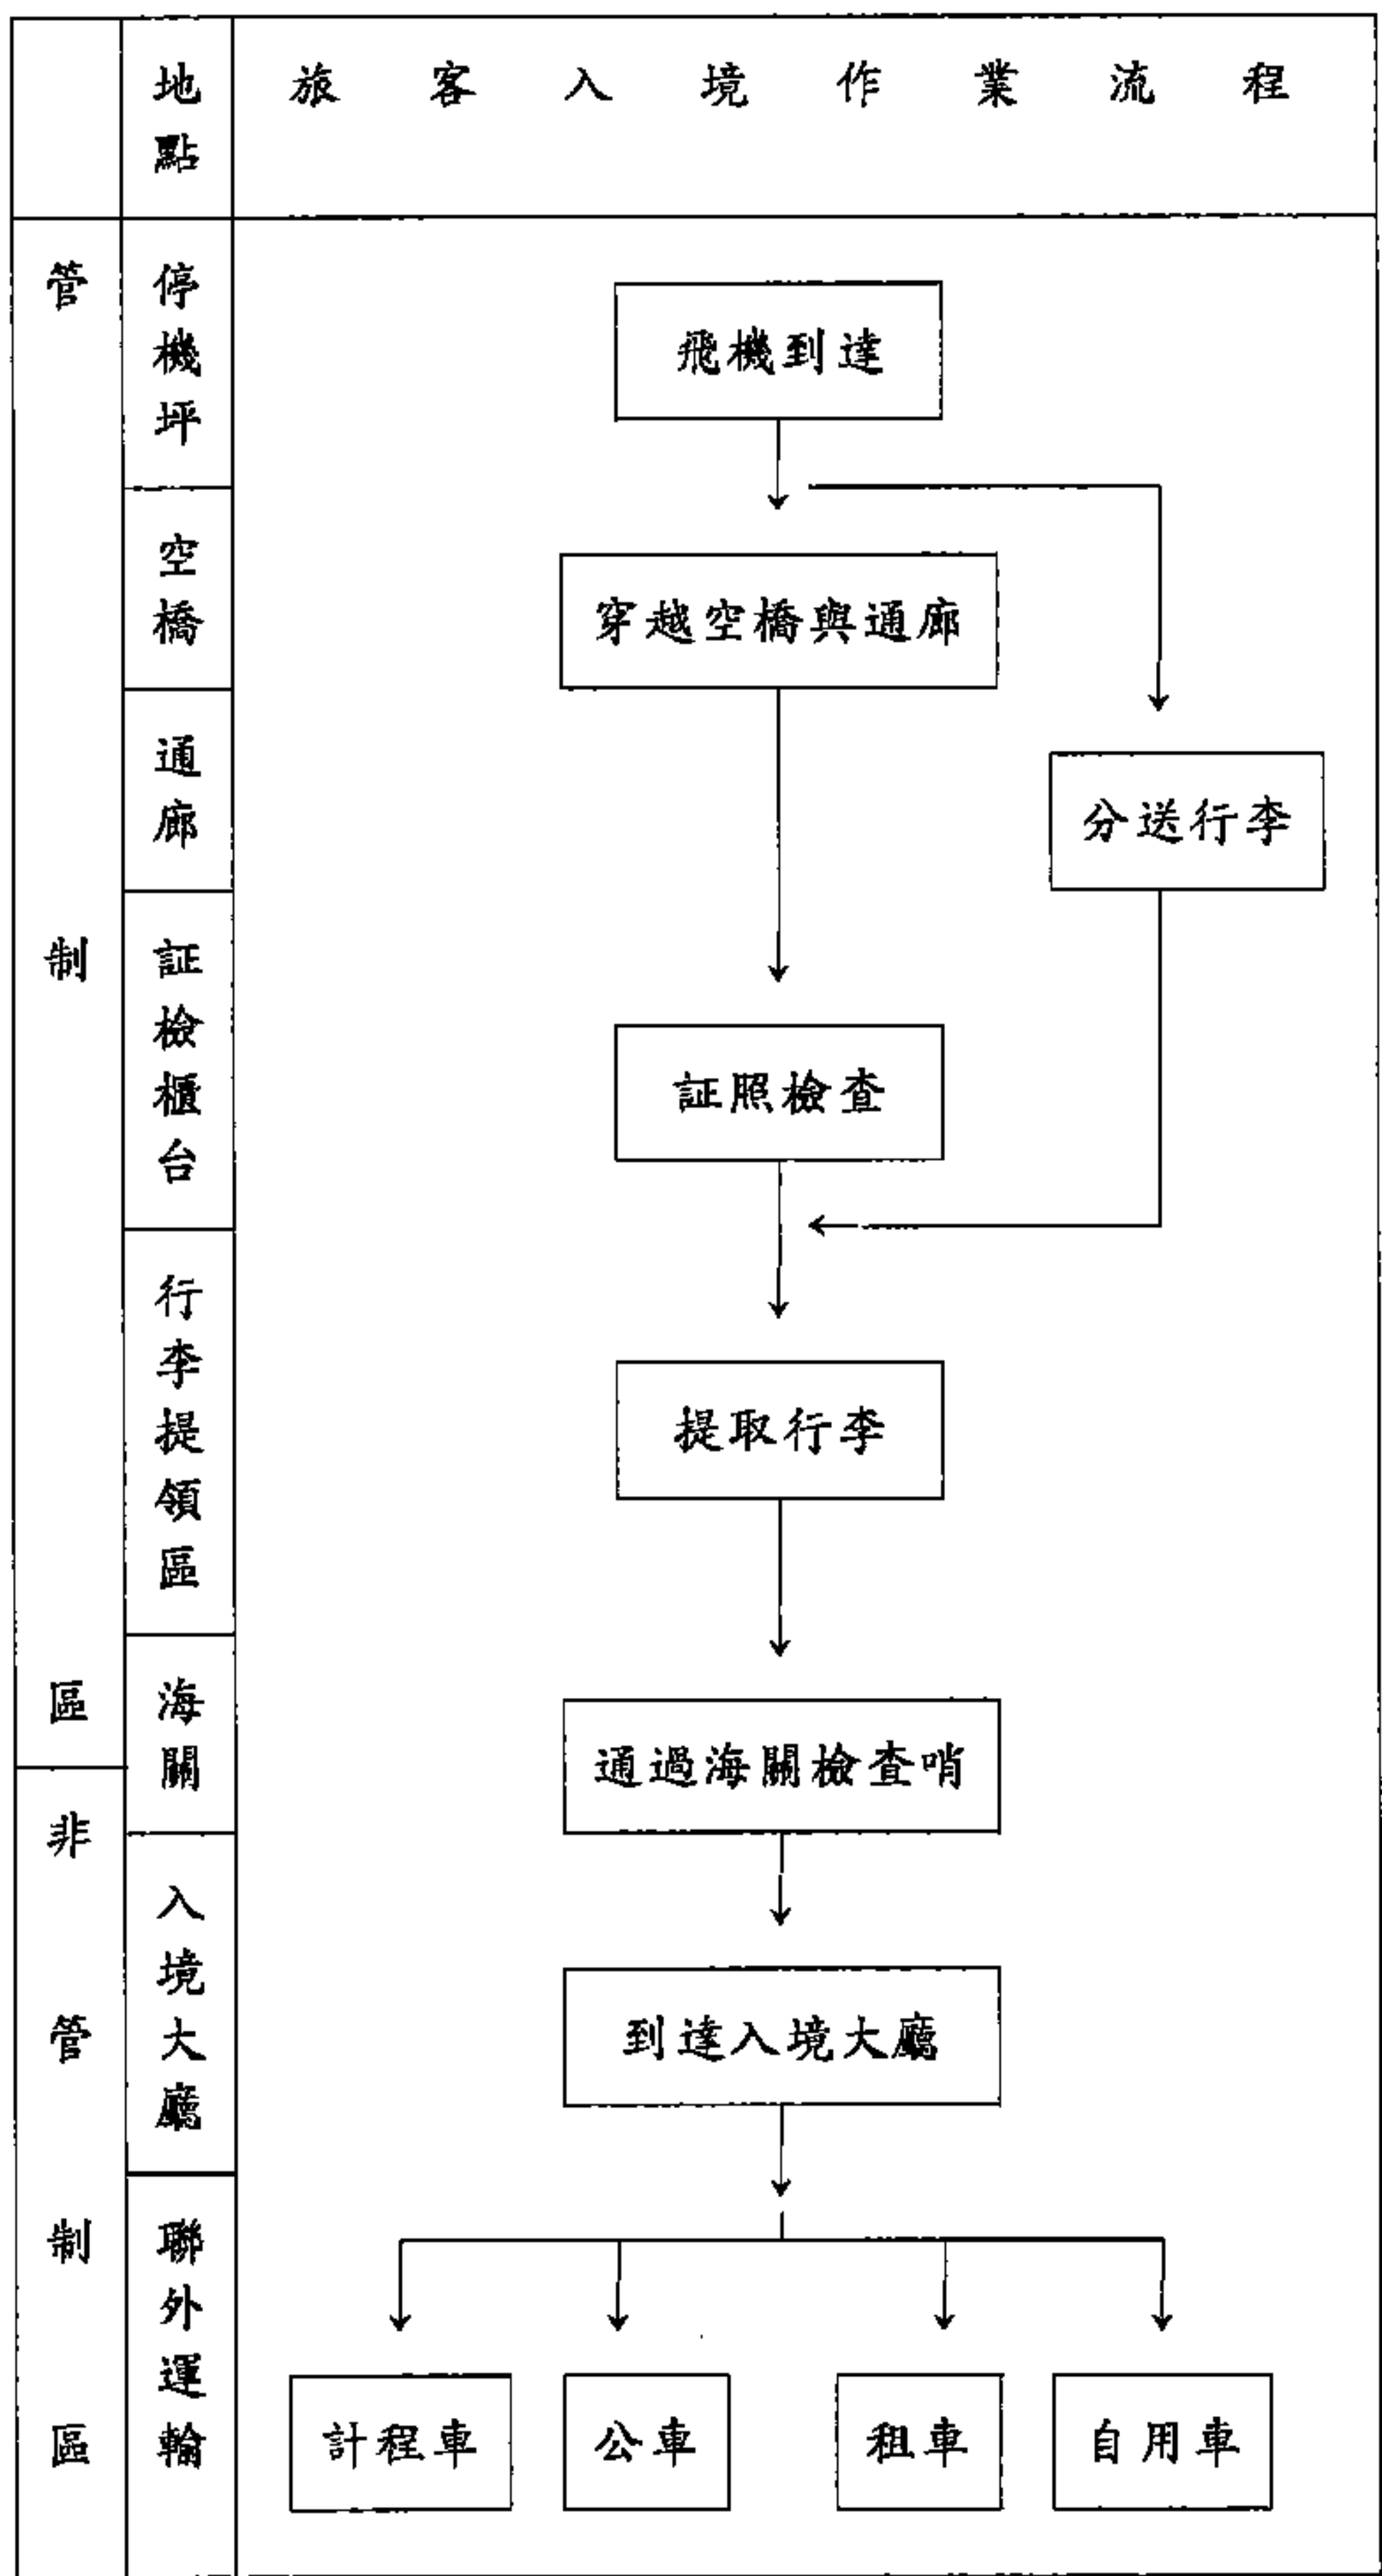 地點
旅客入境作業流程
管制區
非管制區
停機坪
空橋
通廊
証檢櫃台
行李提領區
海關
入境大廳
聯外運輸
飛機到達
穿越空橋與通廊
分送行李
証照檢查
提取行李
通過海關檢查哨
到達入境大廳
計程車
公車
租車
自用車